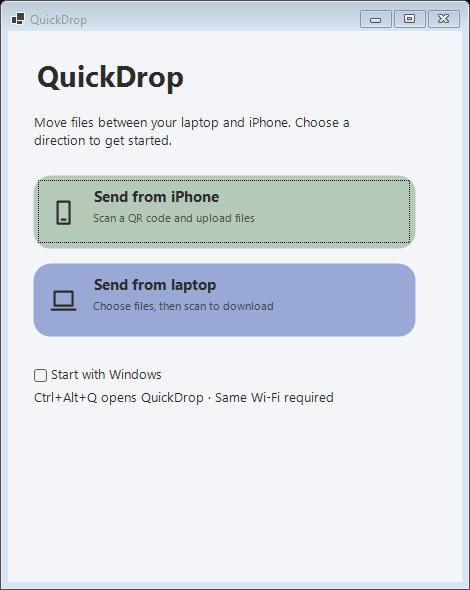 QuickDrop
QuickDrop
Move files between your laptop and iPhone. Choose a
direction to get started.
Send from iPhone
Scan a QR code and upload files
Send from laptop
Choose files, then scan to download
Start with Windows
Ctrl+Alt+Q opens QuickDrop · Same Wi-Fi required